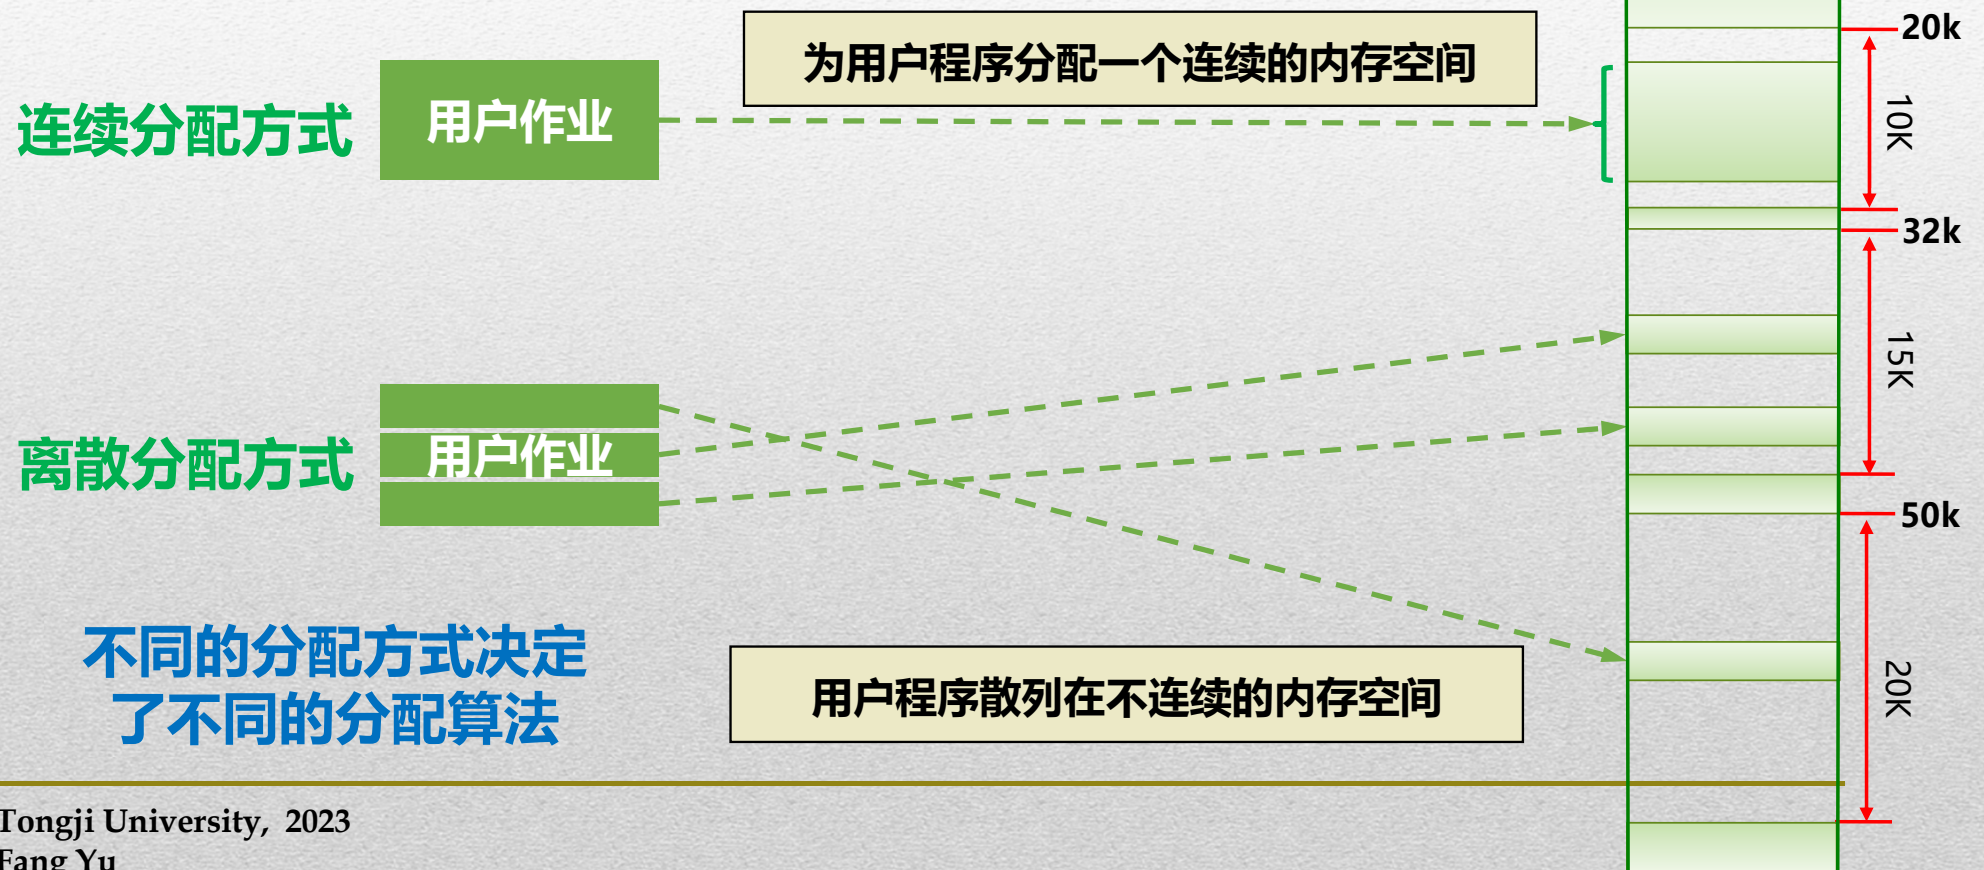 为用户程序分配一个连续的内存空间
20k
连续分配方式
用户作业
10K
32k
15K
离散分配方式
用户作业
50k
不同的分配方式决定
了不同的分配算法
用户程序散列在不连续的内存空间
20K
Tongji University, 2023
Fang Yu